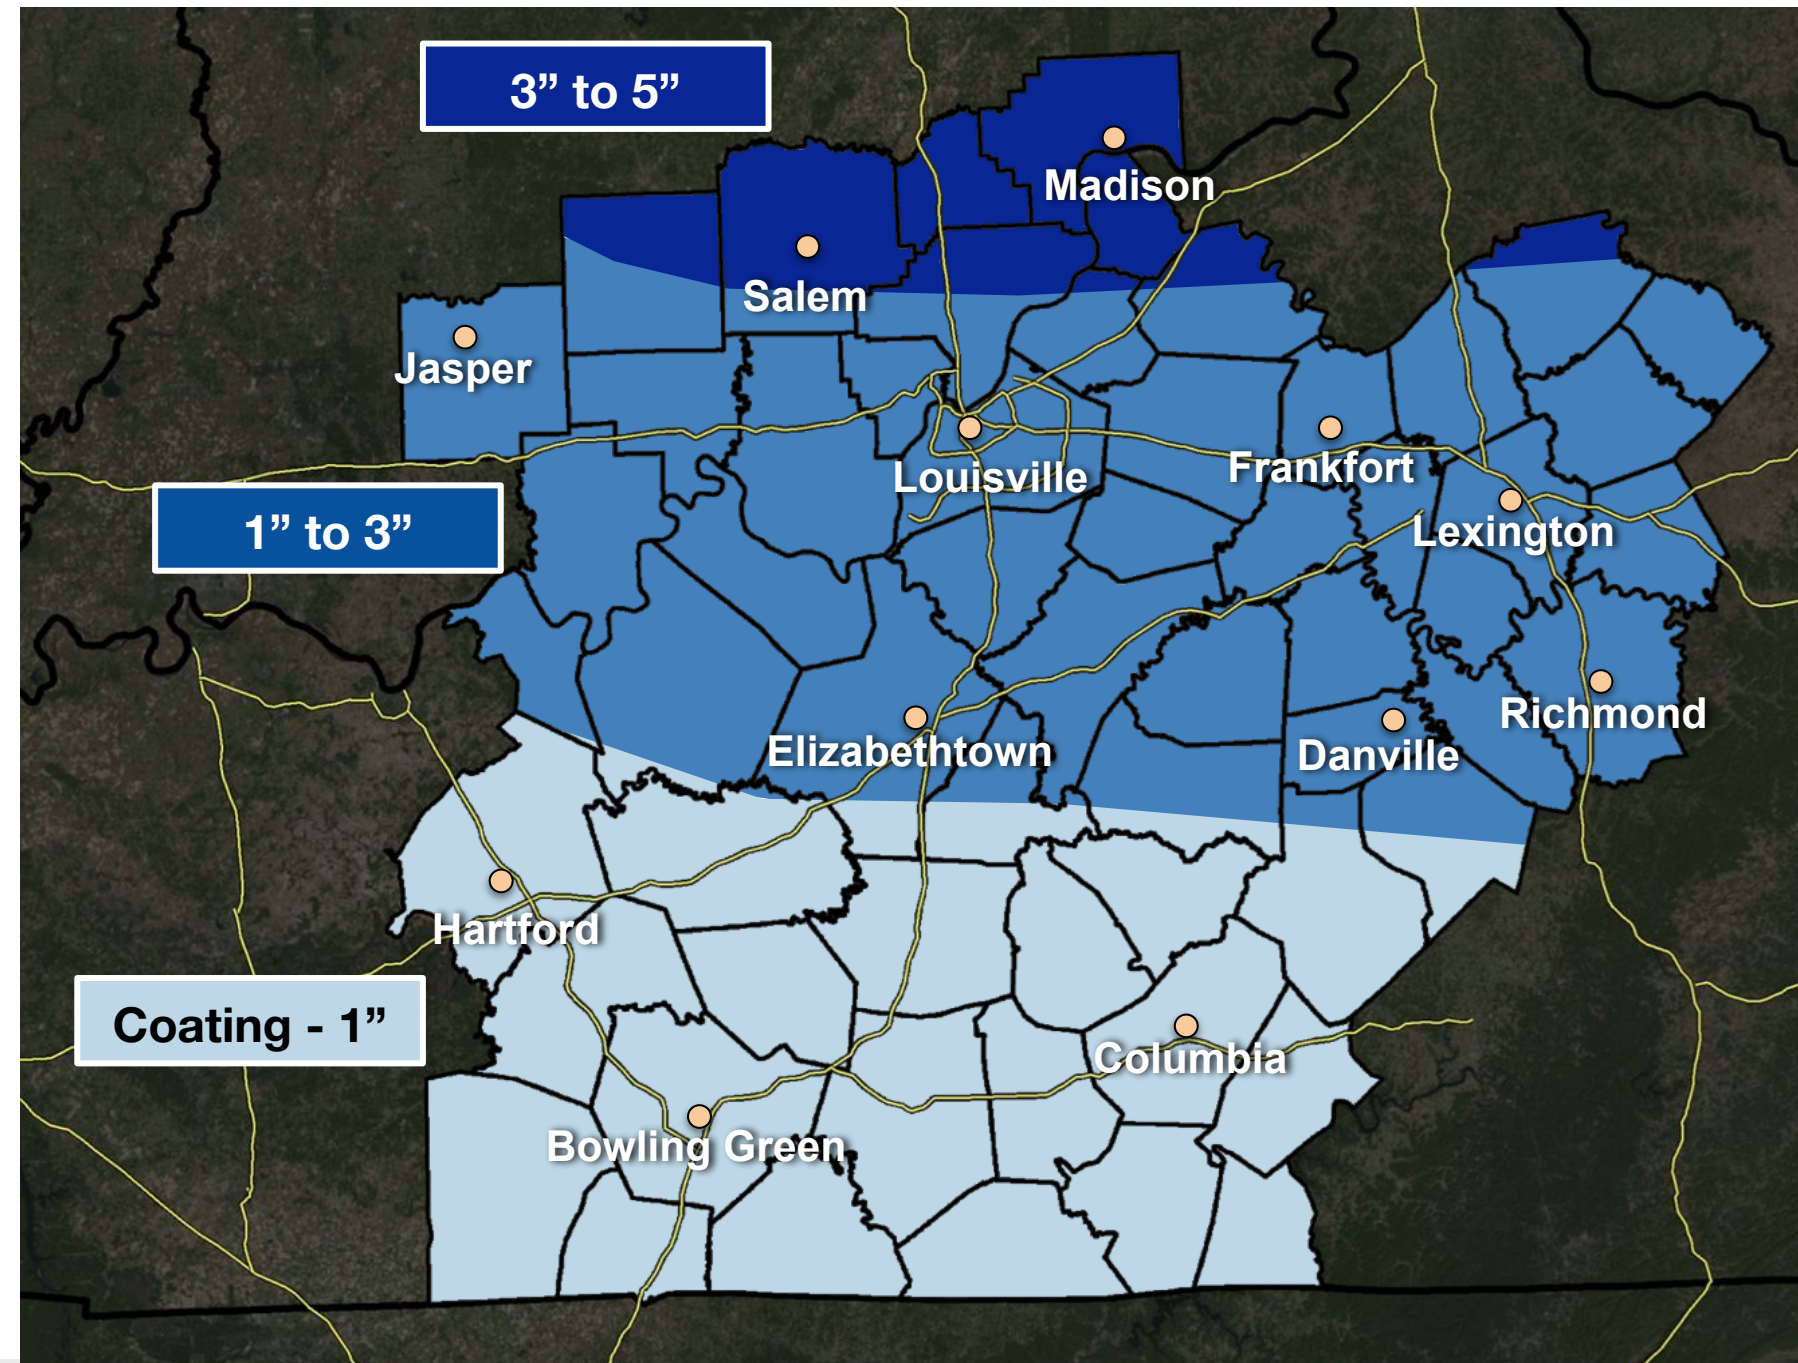 3” to 5”
Madison
Salem
Jasper
Louisville
Frankfort
1” to 3”
Lexington
Richmond
Elizabethtown
Danville
Hartford
Coating - 1”
Columbia
Bowling Green